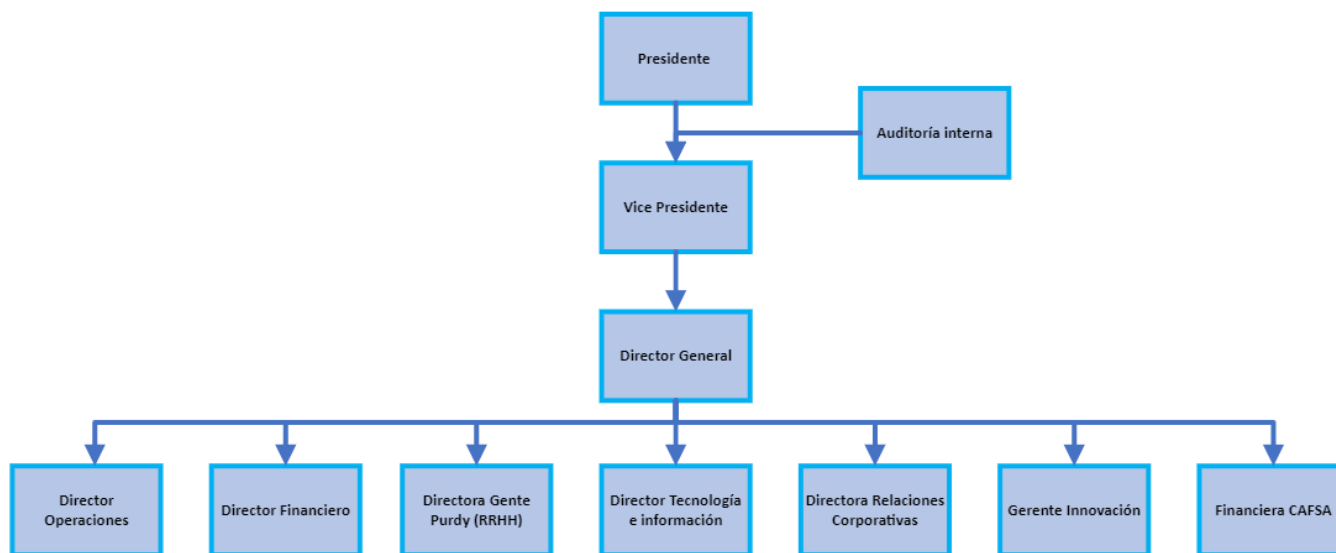 Presidente
Auditoría interna
Vice Presidente
Director General
Director
Operaciones
Director Financiero
Directora Gente
Purdy (RRHH)
Director Tecnología
e información
Directora Relaciones
Corporativas
Gerente Innovación
Financiera CAFSA